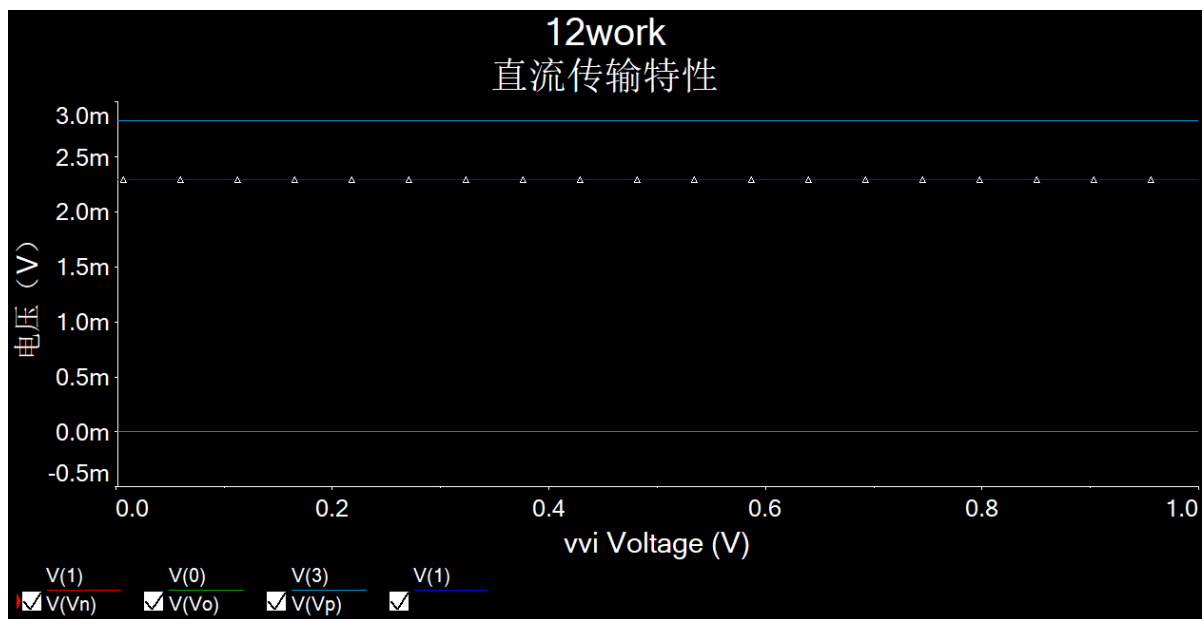 12work
直流传输特性
3.0m
2.5m
2.0m
1.5m
1.0m
0.5m
0.0m
-0.5m
电压（V）
0.0 0.2 0.4 0.6 0.8 1.0
vvi Voltage (V)
V(1) V(0) V(3) V(1)
V(Vn) V(Vo) V(Vp)